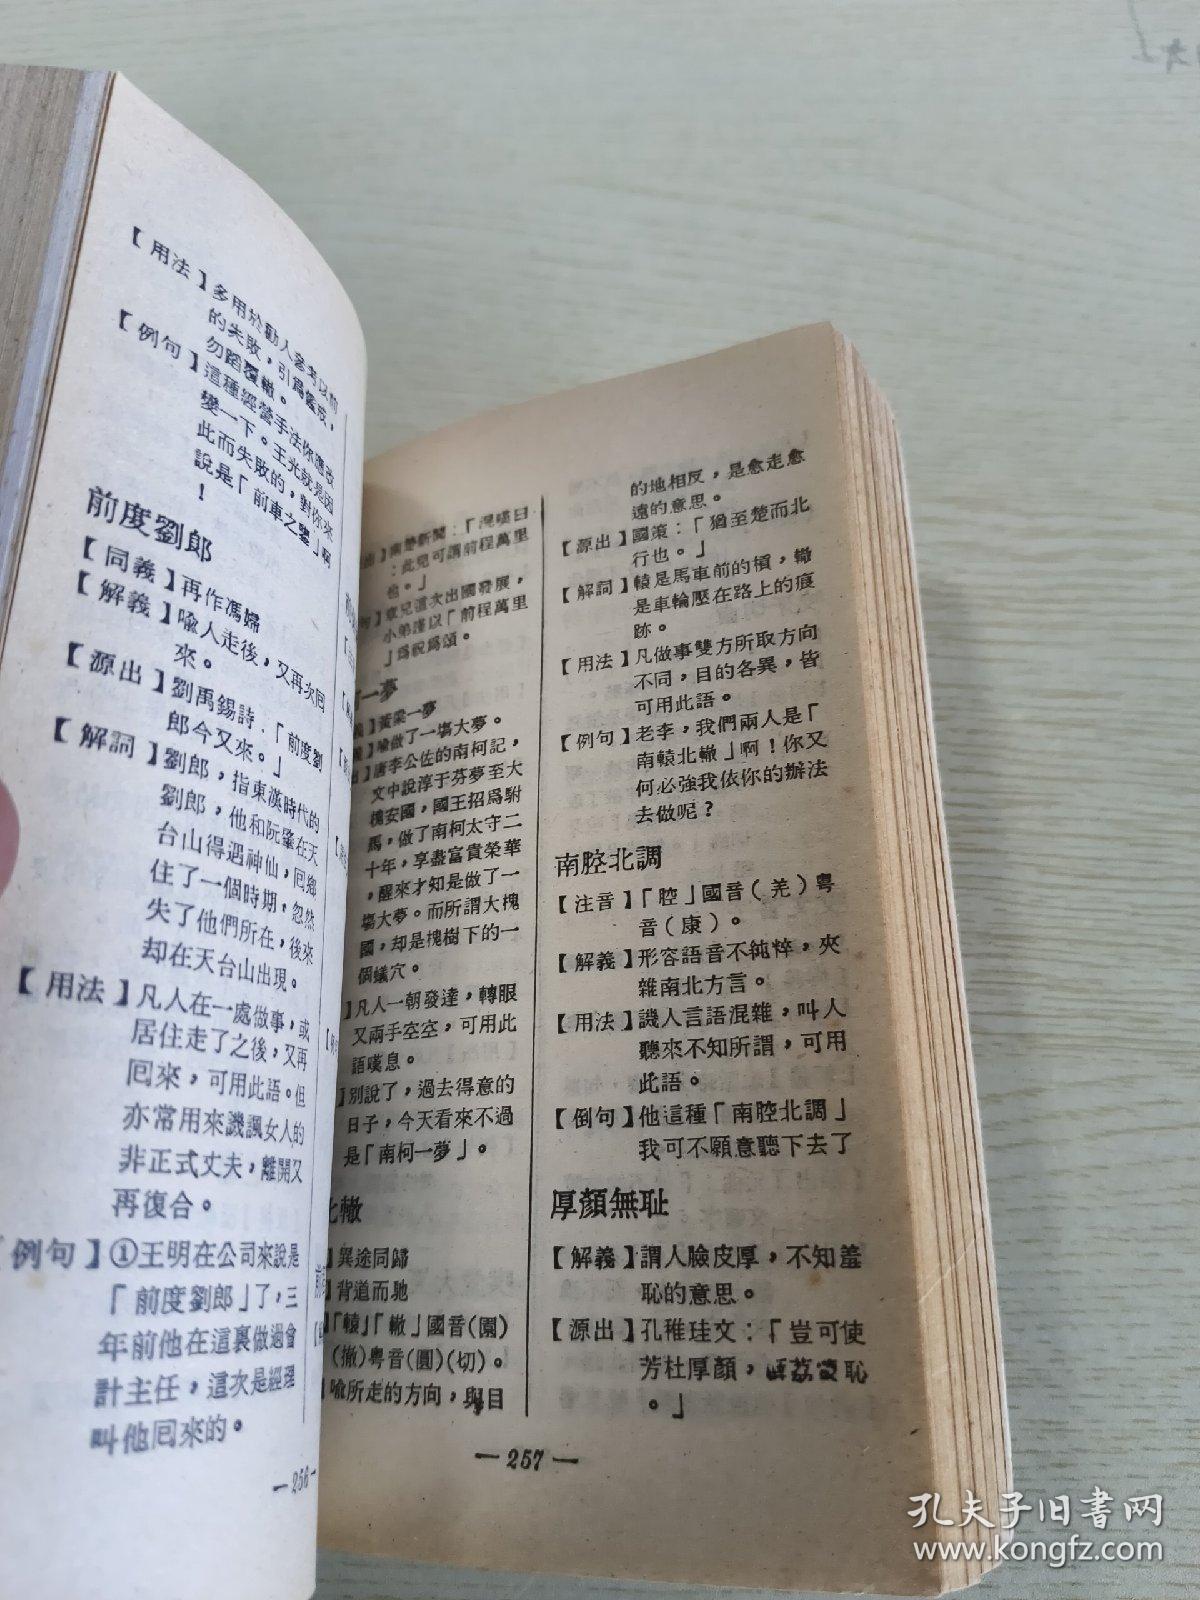 【用法】多用於勸人參考以前
的失敗，引爲鑑戒，
勿蹈覆轍。
【例句】這種經營手法你應改
變一下。王光就是因
此而失敗的，對你來
說是「前車之鑒」啊
！
前度劉郎
【同義】再作馮婦
【解義】喩人走後，又再次回
來。
【源出】劉禹錫詩：「前度劉
郎今又來。」
【解詞】劉郎，指東漢時代的
劉郎，他和阮肇在天
台山得遇神仙，回鄉
住了一個時期，忽然
失了他們所在，後來
却在天台山出現。
【用法】凡人在一處做事，或
居住走了之後，又再
回來，可用此語。但
亦常用來譏諷女人的
非正式丈夫，離開又
再復合。
【例句】①王明在公司來說是
「前度劉郎」了，三
年前他在這裏做過會
計主任，這次是經理
叫他回來的。
—256—
出】南楚新聞：「混嘆曰
：此兒可謂前程萬里
也。」
句】章兒這次出國發展，
小弟謹以「前程萬里
」爲祝爲頌。
一夢
義】黃梁一夢
義】喩做了一塲大夢。
出】唐李公佐的南柯記，
文中說淳于芬夢至大
槐安國，國王招爲駙
馬，做了南柯太守二
十年，享盡富貴榮華
，醒來才知是做了一
塲大夢。而所謂大槐
國，却是槐樹下的一
個蟻穴。
】凡人一朝發達，轉眼
又兩手空空，可用此
語嘆息。
】別說了，過去得意的
日子，今天看來不過
是「南柯一夢」。
北轍
】異途同歸
】背道而馳
】「轅」「轍」國音(園)
(撤)粵音(圓)(切)。
】喩所走的方向，與目
的地相反，是愈走愈
遠的意思。
【源出】國策：「猶至楚而北
行也。」
【解詞】轅是馬車前的槓，轍
是車輪壓在路上的痕
跡。
【用法】凡做事雙方所取方向
不同，目的各異，皆
可用此語。
【例句】老李，我們兩人是「
南轅北轍」啊！你又
何必強我依你的辦法
去做呢？
南腔北調
【注音】「腔」國音(羌)粵
音(康)。
【解義】形容語音不純粹，夾
雜南北方言。
【用法】譏人言語混雜，叫人
聽來不知所謂，可用
此語。
【倒句】他這種「南腔北調」
我可不願意聽下去了
厚顏無耻
【解義】謂人臉皮厚，不知羞
恥的意思。
【源出】孔稚珪文：「豈可使
芳杜厚顏，薜荔蒙恥
。」
—257—
孔夫子旧书网
www.kongfz.com